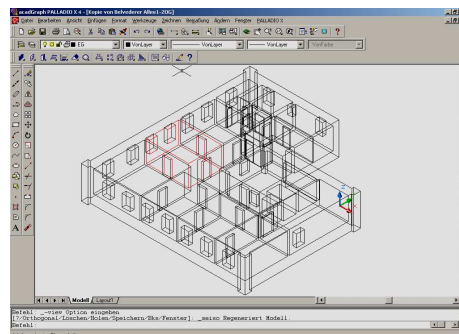 acadGraph PALLADIO X 4 - [Kopie von Belvederer Allee1-2OG]
Datei Bearbeiten Ansicht Einfügen Format Werkzeuge Zeichnen Bemaßung Ändern Fenster PALLADIO X
EG VonLayer VonLayer VonLayer VonFarbe
Z
Modell Layout1
Befehl: _-view Option eingeben
[?/Orthogonal/Löschen/Holen/Speichern/Bks/Fenster]: _seiso Regeneriert Modell.
Befehl: